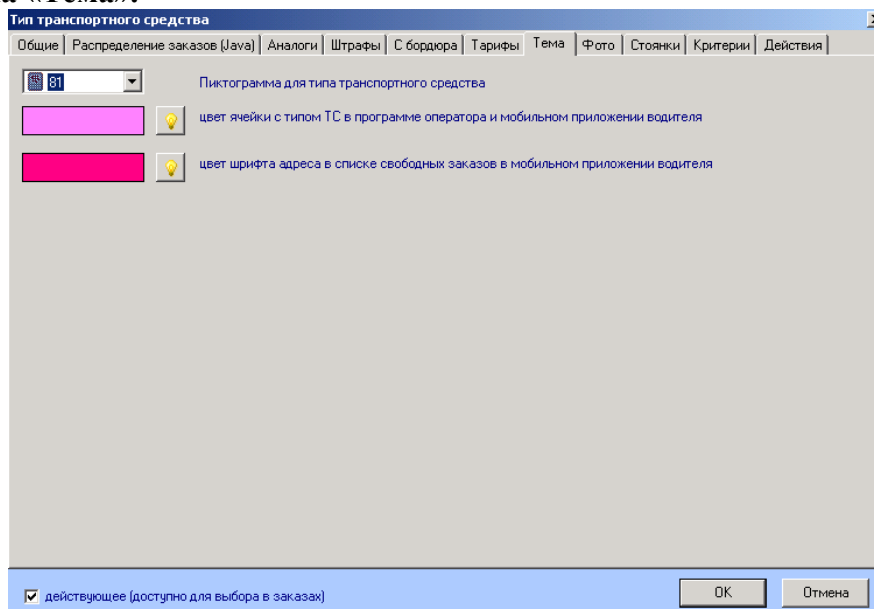 а «Тема».
Тип транспортного средства
Общие Распределение заказов (Java) Аналоги Штрафы С бордюра Тарифы Тема Фото Стоянки Критерии Действия
81 Пиктограмма для типа транспортного средства
цвет ячейки с типом ТС в программе оператора и мобильном приложении водителя
цвет шрифта адреса в списке свободных заказов в мобильном приложении водителя
действующее (доступно для выбора в заказах) OK Отмена